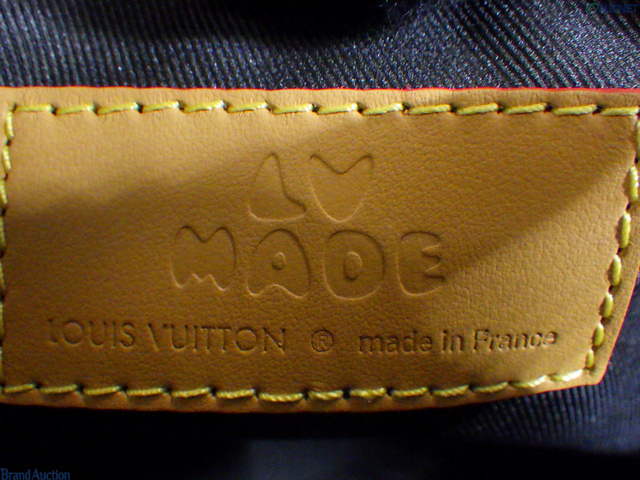 LV
MADE
LOUIS VUITTON ® made in France
Brand Auction